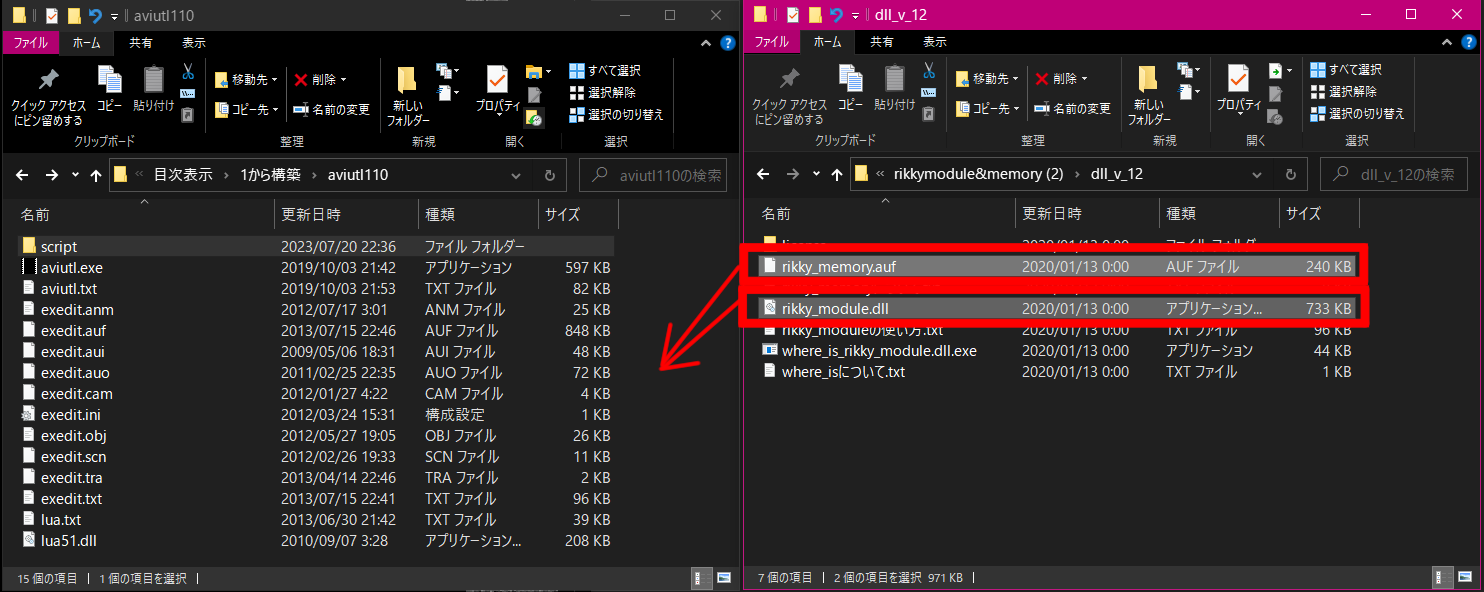 aviutl110
ファイル ホーム 共有 表示
クイック アクセス にピン留めする
コピー
貼り付け
移動先
コピー先
削除
名前の変更
新しい フォルダー
プロパティ
すべて選択
選択解除
選択の切り替え
クリップボード 整理 新規 開く 選択
« 目次表示 › 1から構築 › aviutl110
aviutl110の検索
名前 更新日時 種類 サイズ
script 2023/07/20 22:36 ファイル フォルダー
aviutl.exe 2019/10/03 21:42 アプリケーション 597 KB
aviutl.txt 2019/10/03 21:53 TXT ファイル 82 KB
exedit.anm 2012/07/17 3:01 ANM ファイル 25 KB
exedit.auf 2013/07/15 22:46 AUF ファイル 848 KB
exedit.aui 2009/05/06 18:31 AUI ファイル 48 KB
exedit.auo 2011/02/25 22:35 AUO ファイル 72 KB
exedit.cam 2012/01/27 4:22 CAM ファイル 4 KB
exedit.ini 2012/03/24 15:31 構成設定 1 KB
exedit.obj 2012/05/27 19:05 OBJ ファイル 26 KB
exedit.scn 2012/02/26 19:33 SCN ファイル 11 KB
exedit.tra 2013/04/14 22:46 TRA ファイル 2 KB
exedit.txt 2013/07/15 22:41 TXT ファイル 96 KB
lua.txt 2013/06/30 21:42 TXT ファイル 39 KB
lua51.dll 2010/09/07 3:28 アプリケーション... 208 KB
15 個の項目 1 個の項目を選択
dll_v_12
ファイル ホーム 共有 表示
クイック アクセス にピン留めする
コピー
貼り付け
移動先
コピー先
削除
名前の変更
新しい フォルダー
プロパティ
すべて選択
選択解除
選択の切り替え
クリップボード 整理 新規 開く 選択
« rikkymodule&memory (2) › dll_v_12
dll_v_12の検索
名前 更新日時 種類 サイズ
rikky_memory.auf 2020/01/13 0:00 AUF ファイル 240 KB
rikky_module.dll 2020/01/13 0:00 アプリケーション... 733 KB
rikky_moduleの使い方.txt 2020/01/13 0:00 TXT ファイル 96 KB
where_is_rikky_module.dll.exe 2020/01/13 0:00 アプリケーション 44 KB
where_isについて.txt 2020/01/13 0:00 TXT ファイル 1 KB
7 個の項目 2 個の項目を選択 971 KB